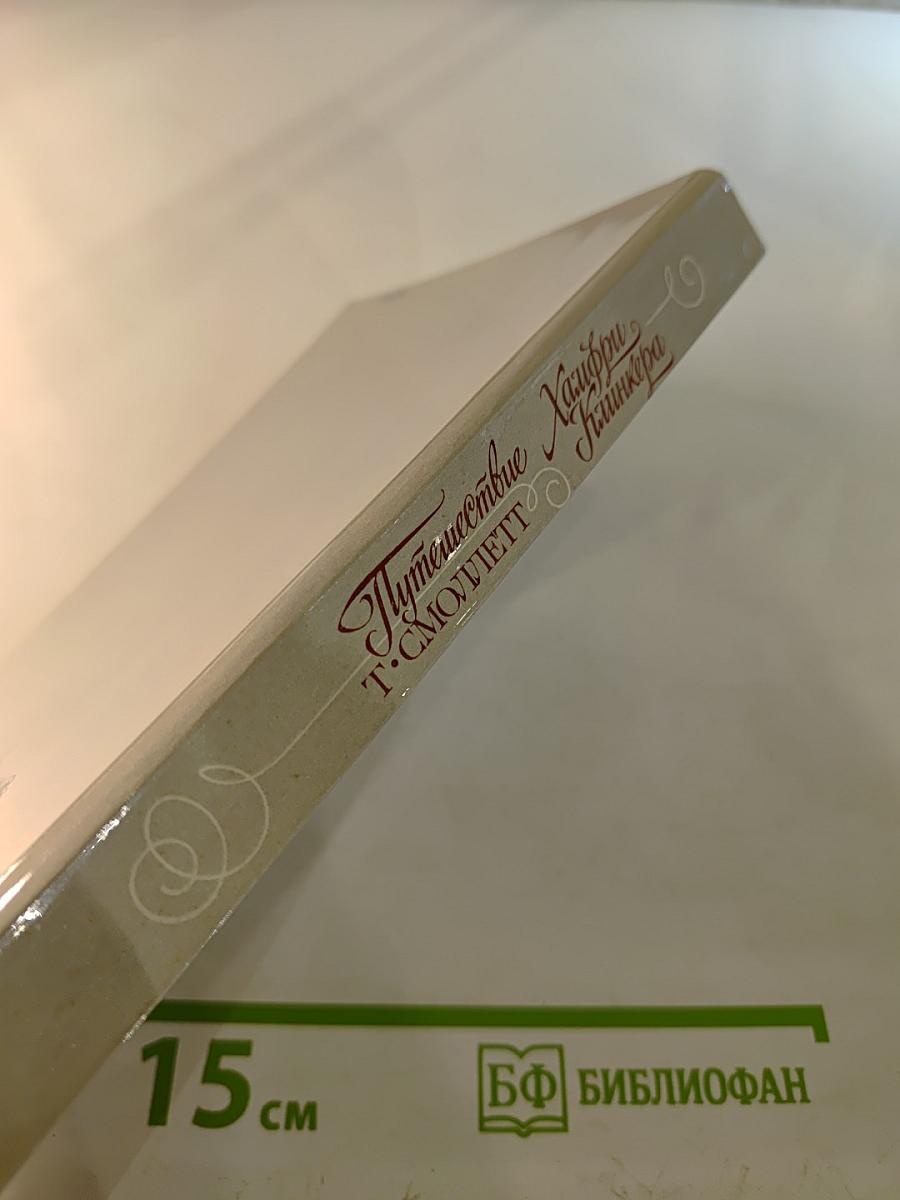 Путешествие
Хамфри
Клинкера
Т•СМОЛЛЕТТ
15 см
БФ БИБЛИОФАН